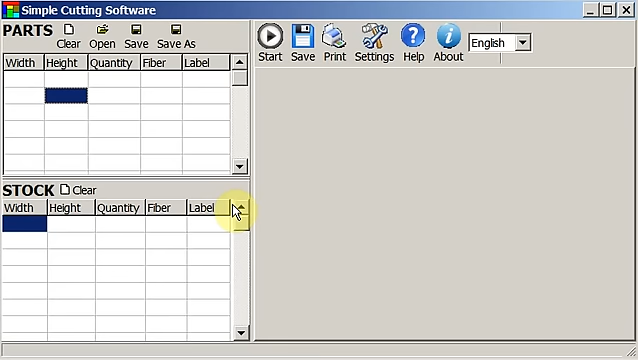 Simple Cutting Software
PARTS Clear Open Save Save As
Width Height Quantity Fiber Label
Start Save Print Settings Help About English
STOCK Clear
Width Height Quantity Fiber Label